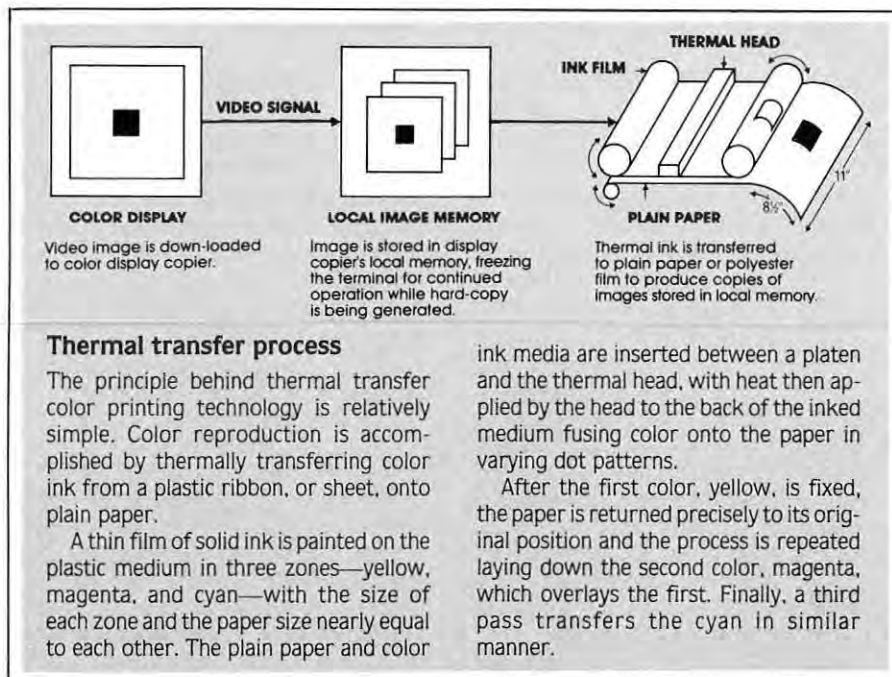 THERMAL HEAD
INK FILM
VIDEO SIGNAL
11"
8½"
COLOR DISPLAY
Video image is down-loaded
to color display copier.
LOCAL IMAGE MEMORY
Image is stored in display
copier's local memory, freezing
the terminal for continued
operation while hard-copy
is being generated.
PLAIN PAPER
Thermal ink is transferred
to plain paper or polyester
film to produce copies of
images stored in local memory.
Thermal transfer process
The principle behind thermal transfer
color printing technology is relatively
simple. Color reproduction is accom-
plished by thermally transferring color
ink from a plastic ribbon, or sheet, onto
plain paper.
A thin film of solid ink is painted on the
plastic medium in three zones—yellow,
magenta, and cyan—with the size of
each zone and the paper size nearly equal
to each other. The plain paper and color
ink media are inserted between a platen
and the thermal head, with heat then ap-
plied by the head to the back of the inked
medium fusing color onto the paper in
varying dot patterns.
After the first color, yellow, is fixed,
the paper is returned precisely to its orig-
inal position and the process is repeated
laying down the second color, magenta,
which overlays the first. Finally, a third
pass transfers the cyan in similar
manner.